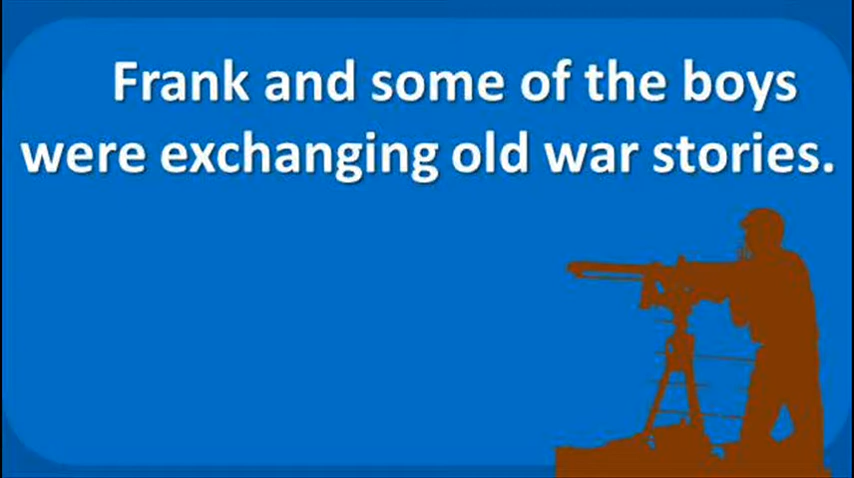 Frank and some of the boys
were exchanging old war stories.